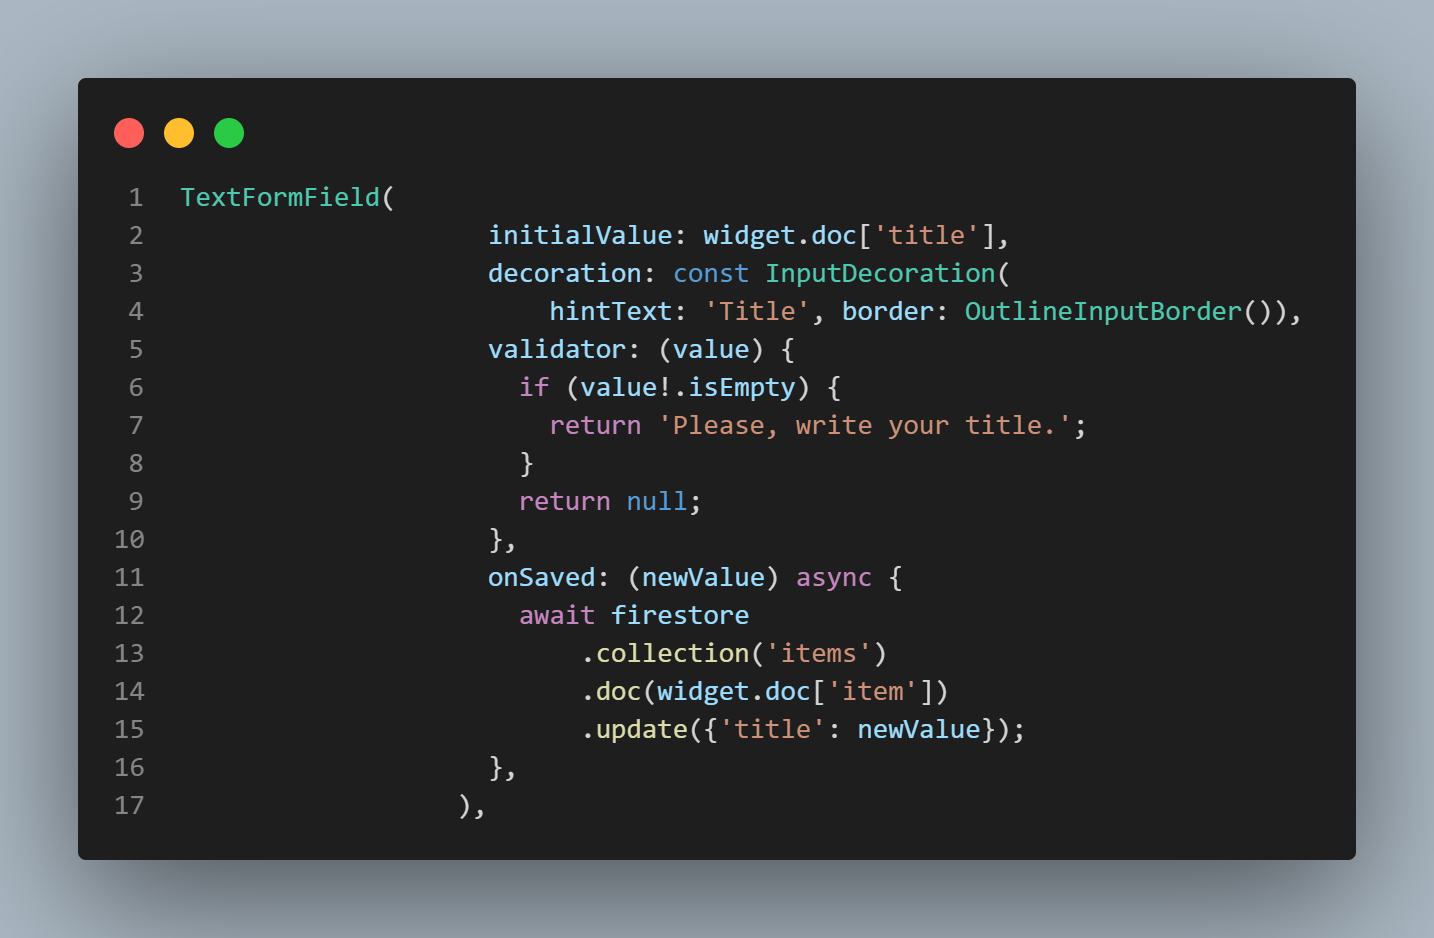 1 TextFormField(
2 initialValue: widget.doc['title'],
3 decoration: const InputDecoration(
4 hintText: 'Title', border: OutlineInputBorder()),
5 validator: (value) {
6 if (value!.isEmpty) {
7 return 'Please, write your title.';
8 }
9 return null;
10 },
11 onSaved: (newValue) async {
12 await firestore
13 .collection('items')
14 .doc(widget.doc['item'])
15 .update({'title': newValue});
16 },
17 ),